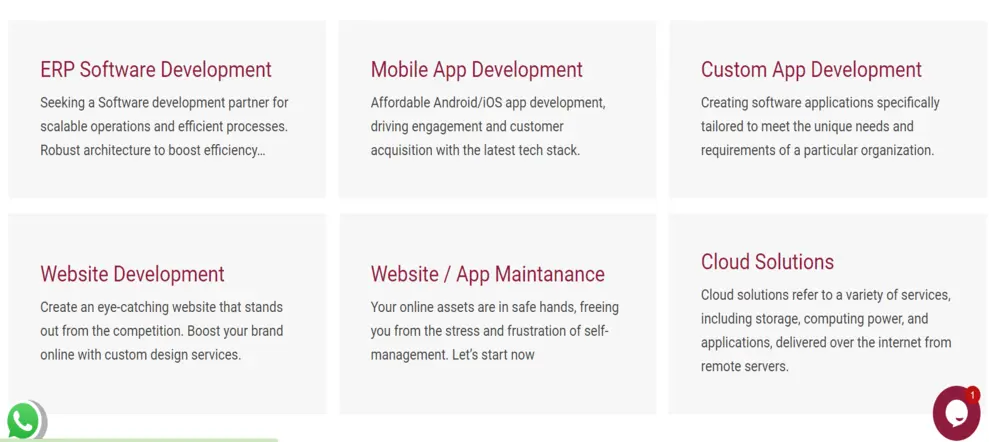 ERP Software Development
Seeking a Software development partner for
scalable operations and efficient processes.
Robust architecture to boost efficiency...
Mobile App Development
Affordable Android/iOS app development,
driving engagement and customer
acquisition with the latest tech stack.
Custom App Development
Creating software applications specifically
tailored to meet the unique needs and
requirements of a particular organization.
Website Development
Create an eye-catching website that stands
out from the competition. Boost your brand
online with custom design services.
Website / App Maintanance
Your online assets are in safe hands, freeing
you from the stress and frustration of self-
management. Let's start now
Cloud Solutions
Cloud solutions refer to a variety of services,
including storage, computing power, and
applications, delivered over the internet from
remote servers.
1